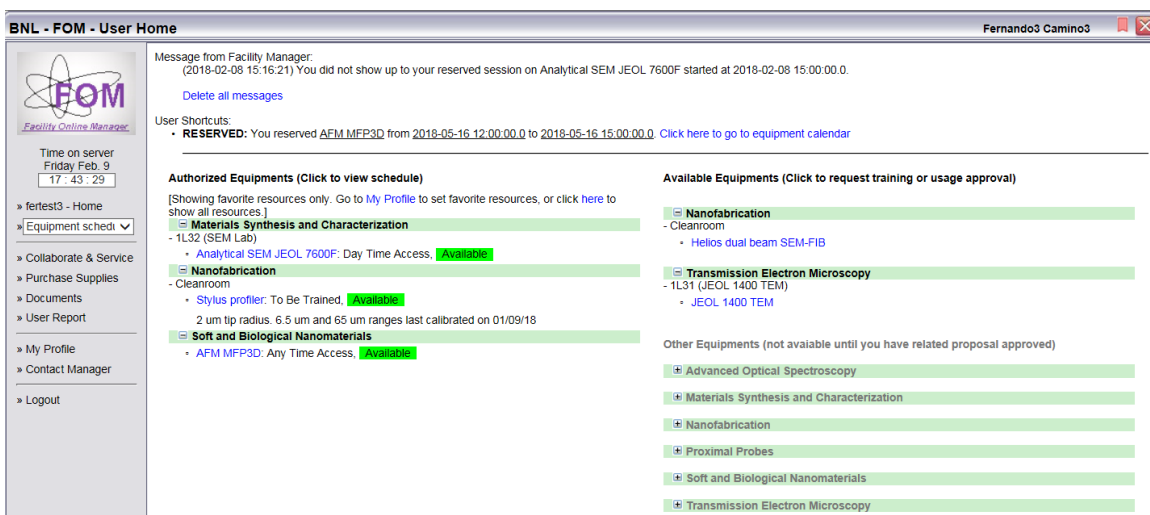 BNL - FOM - User Home
Fernando3 Camino3
FOM
Facility Online Manager
Time on server
Friday Feb. 9
17 : 43 : 29
» fertest3 - Home
» Equipment schedu
» Collaborate & Service
» Purchase Supplies
» Documents
» User Report
» My Profile
» Contact Manager
» Logout
Message from Facility Manager:
(2018-02-08 15:16:21) You did not show up to your reserved session on Analytical SEM JEOL 7600F started at 2018-02-08 15:00:00.0.
Delete all messages
User Shortcuts:
• RESERVED: You reserved AFM MFP3D from 2018-05-16 12:00:00.0 to 2018-05-16 15:00:00.0. Click here to go to equipment calendar
Authorized Equipments (Click to view schedule)
[Showing favorite resources only. Go to My Profile to set favorite resources, or click here to
show all resources.]
Materials Synthesis and Characterization
- 1L32 (SEM Lab)
◦ Analytical SEM JEOL 7600F: Day Time Access, Available
Nanofabrication
- Cleanroom
◦ Stylus profiler: To Be Trained, Available
2 um tip radius. 6.5 um and 65 um ranges last calibrated on 01/09/18
Soft and Biological Nanomaterials
◦ AFM MFP3D: Any Time Access, Available
Available Equipments (Click to request training or usage approval)
Nanofabrication
- Cleanroom
◦ Helios dual beam SEM-FIB
Transmission Electron Microscopy
- 1L31 (JEOL 1400 TEM)
◦ JEOL 1400 TEM
Other Equipments (not avaiable until you have related proposal approved)
Advanced Optical Spectroscopy
Materials Synthesis and Characterization
Nanofabrication
Proximal Probes
Soft and Biological Nanomaterials
Transmission Electron Microscopy